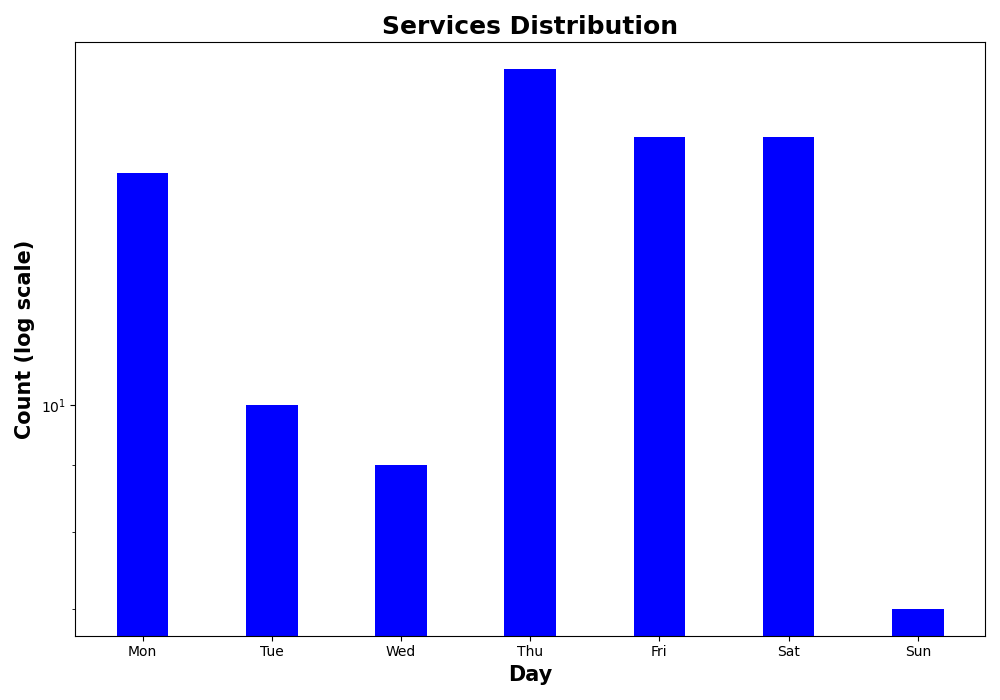 Services Distribution
Count (log scale)
10¹
Mon Tue Wed Thu Fri Sat Sun
Day